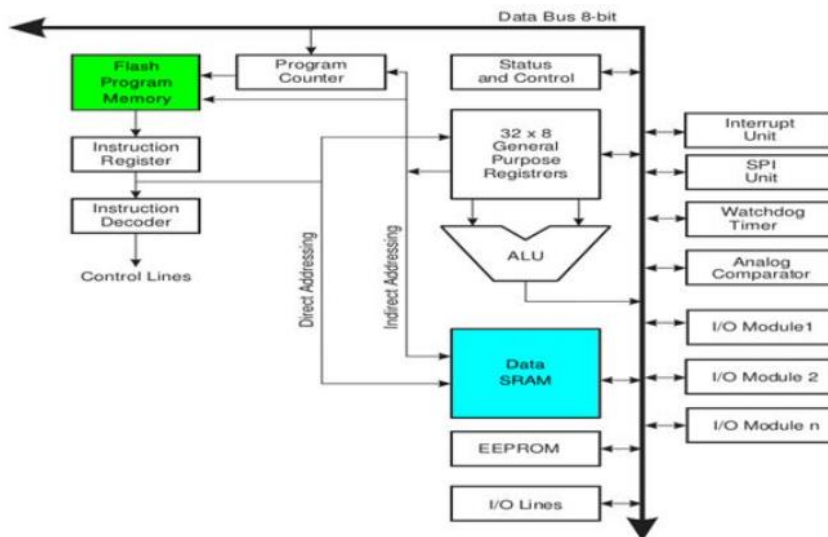 Data Bus 8-bit
Flash
Program
Memory
Program
Counter
Status
and Control
Instruction
Register
32 x 8
General
Purpose
Registrers
Interrupt
Unit
SPI
Unit
Instruction
Decoder
Watchdog
Timer
Control Lines
Direct Addressing
Indirect Addressing
ALU
Analog
Comparator
I/O Module1
Data
SRAM
I/O Module 2
I/O Module n
EEPROM
I/O Lines